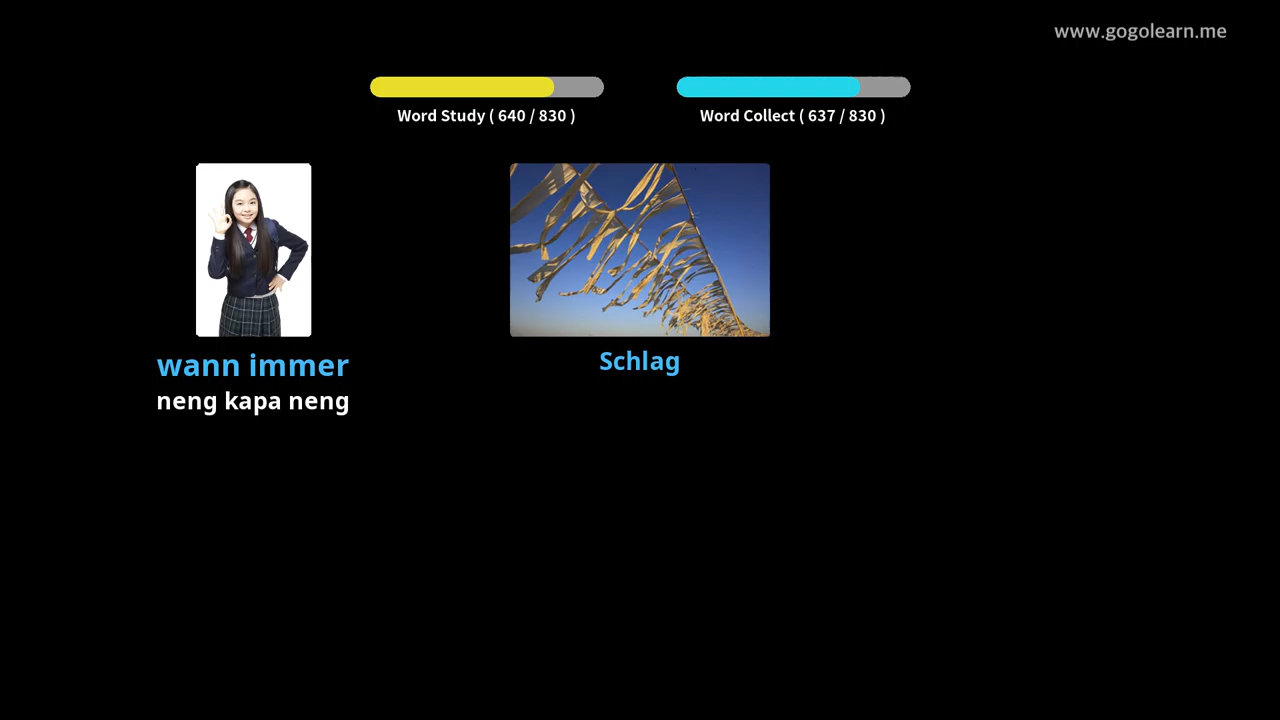 www.gogolearn.me
Word Study ( 640 / 830 )
Word Collect ( 637 / 830 )
wann immer
neng kapa neng
Schlag